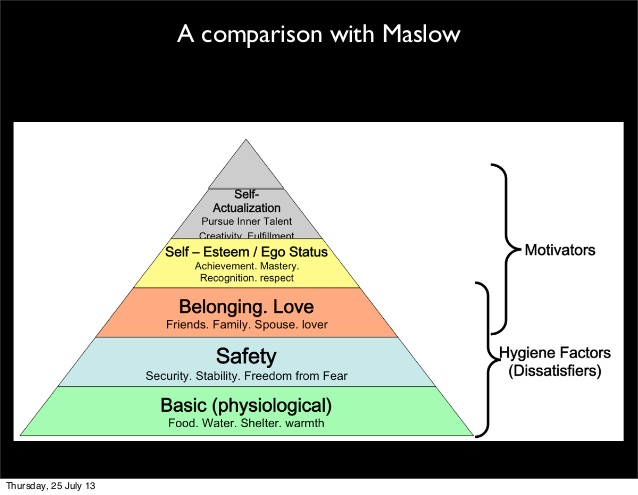 A comparison with Maslow
Self-
Actualization
Pursue Inner Talent
Creativity. Fulfillment
Self – Esteem / Ego Status
Achievement. Mastery.
Recognition. respect
Belonging. Love
Friends. Family. Spouse. lover
Safety
Security. Stability. Freedom from Fear
Basic (physiological)
Food. Water. Shelter. warmth
Motivators
Hygiene Factors
(Dissatisfiers)
Thursday, 25 July 13